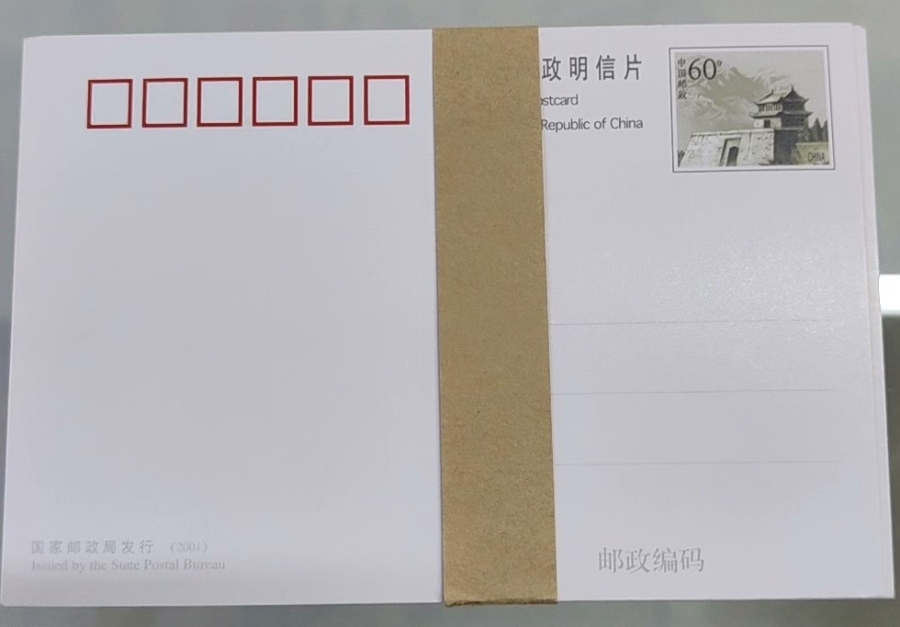 政明信片
stcard
Republic of China
中国邮政
60分
CHINA
国家邮政局发行 (2001)
Issued by the State Postal Bureau
邮政编码